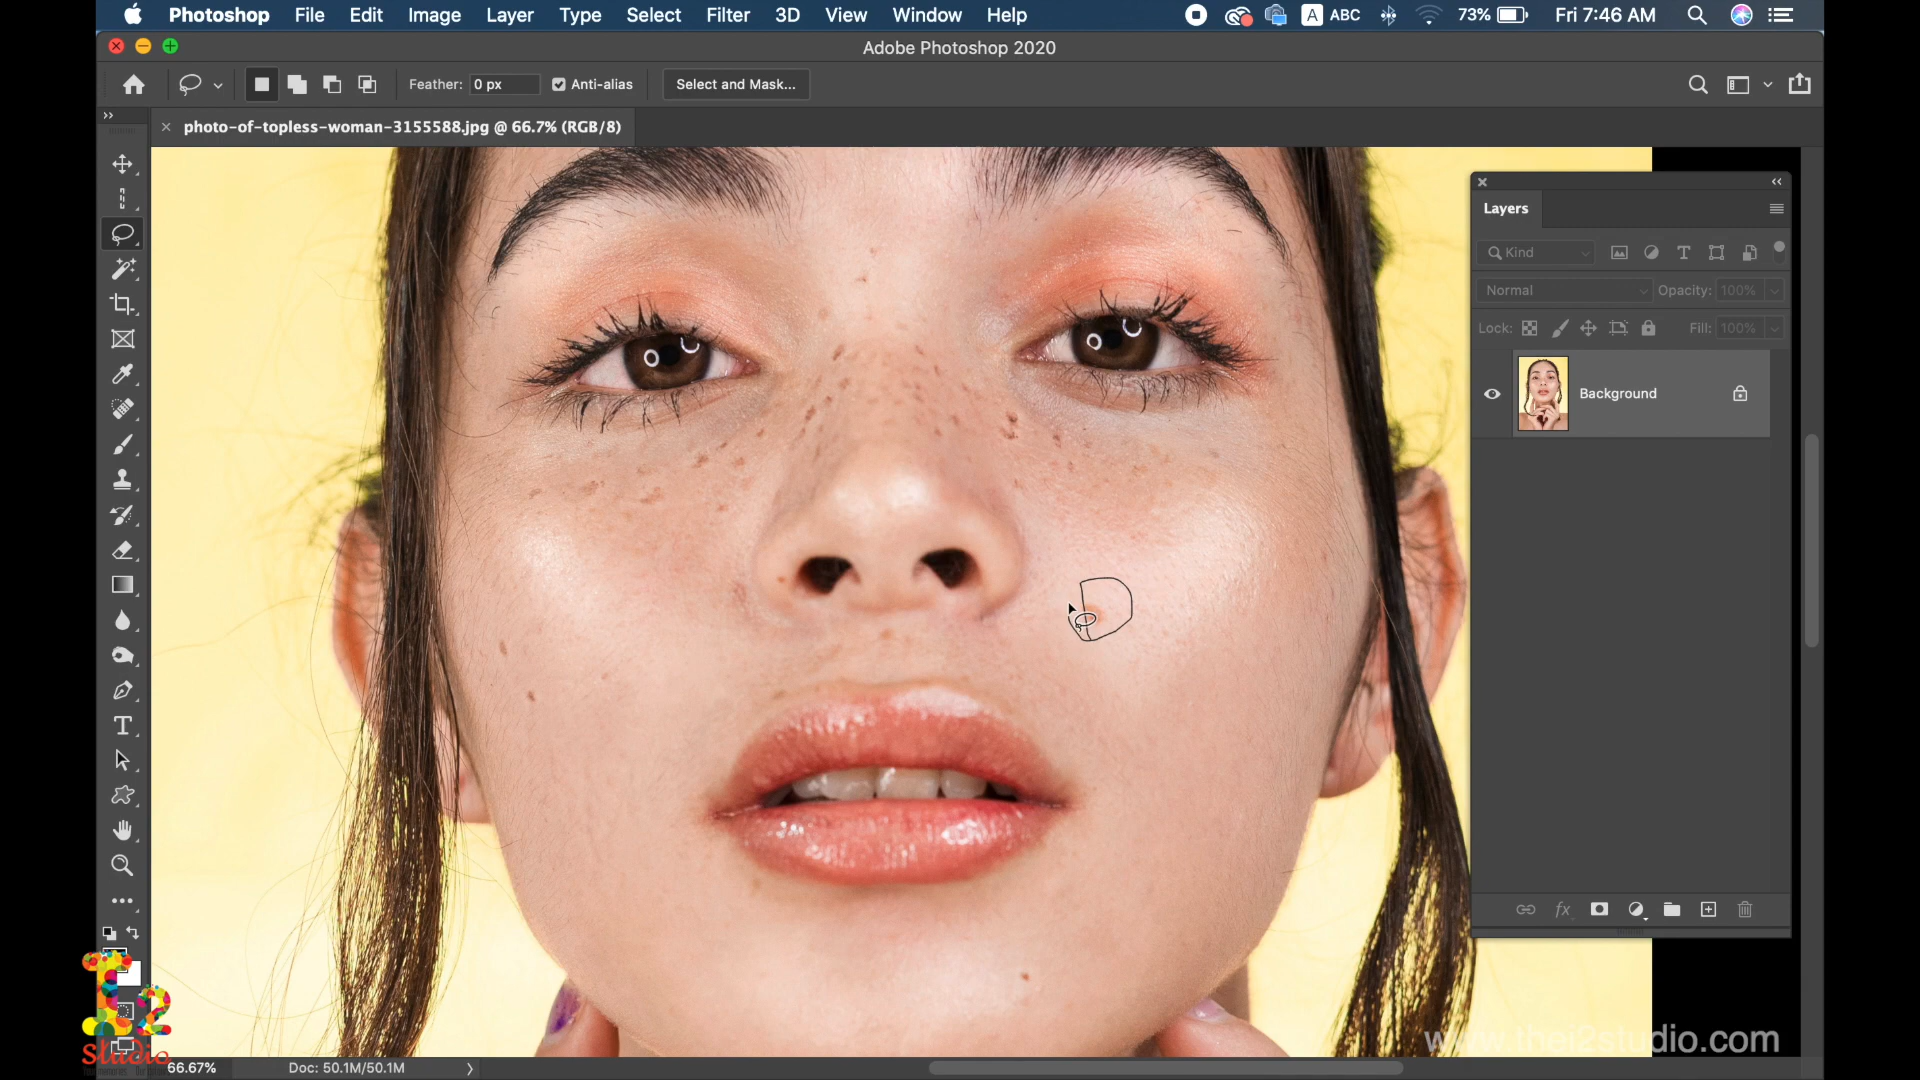 Photoshop File Edit Image Layer Type Select Filter 3D View Window Help A ABC 73% Fri 7:46 AM
Adobe Photoshop 2020
Feather: 0 px Anti-alias Select and Mask...
photo-of-topless-woman-3155588.jpg @ 66.7% (RGB/8)
Layers
Kind
Normal Opacity: 100%
Lock: Fill: 100%
Background
fx
I2
Studio
www.thei2studio.com
66.67% Doc: 50.1M/50.1M